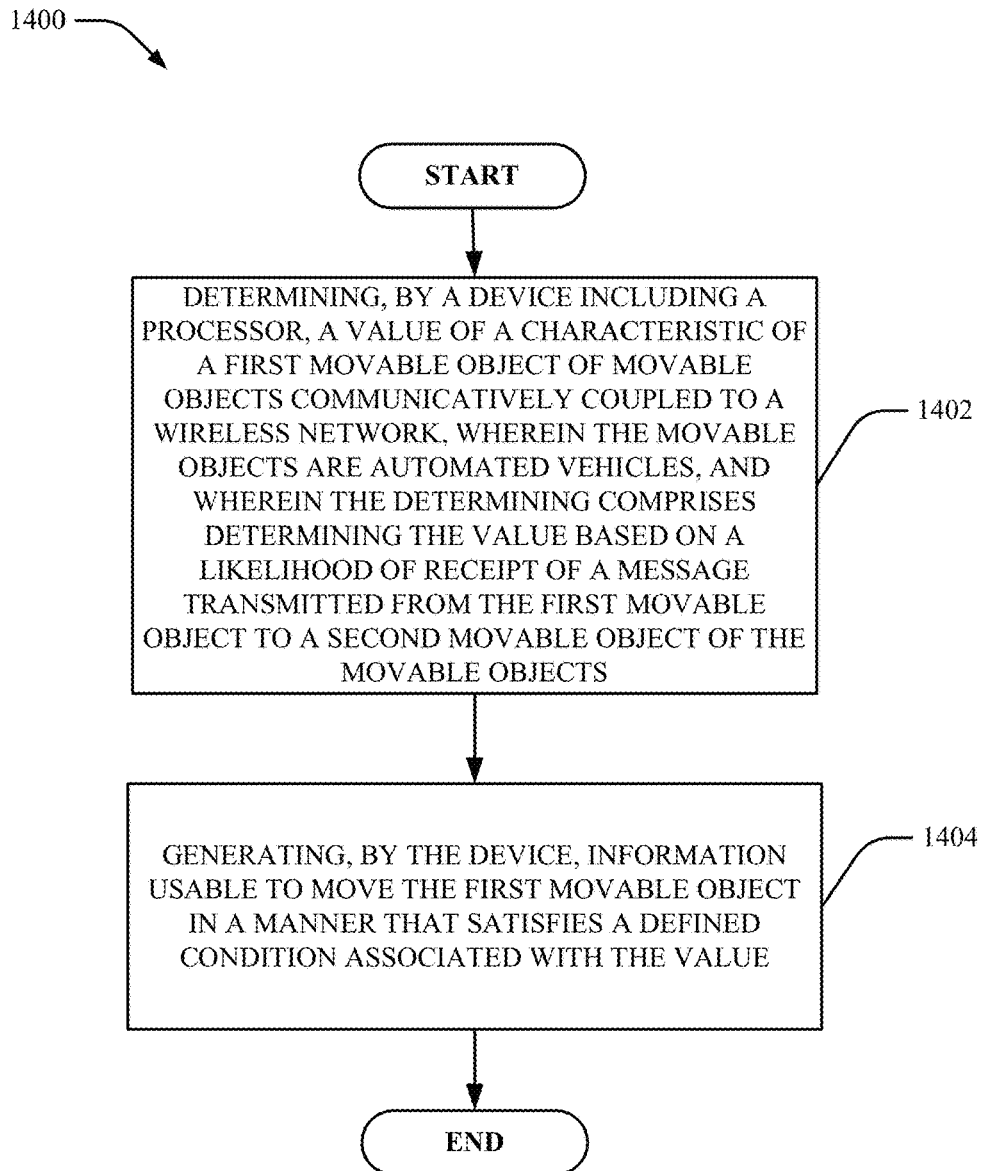 1400
START
DETERMINING, BY A DEVICE INCLUDING A
PROCESSOR, A VALUE OF A CHARACTERISTIC OF
A FIRST MOVABLE OBJECT OF MOVABLE
OBJECTS COMMUNICATIVELY COUPLED TO A
WIRELESS NETWORK, WHEREIN THE MOVABLE
OBJECTS ARE AUTOMATED VEHICLES, AND
WHEREIN THE DETERMINING COMPRISES
DETERMINING THE VALUE BASED ON A
LIKELIHOOD OF RECEIPT OF A MESSAGE
TRANSMITTED FROM THE FIRST MOVABLE
OBJECT TO A SECOND MOVABLE OBJECT OF THE
MOVABLE OBJECTS
1402
GENERATING, BY THE DEVICE, INFORMATION
USABLE TO MOVE THE FIRST MOVABLE OBJECT
IN A MANNER THAT SATISFIES A DEFINED
CONDITION ASSOCIATED WITH THE VALUE
1404
END